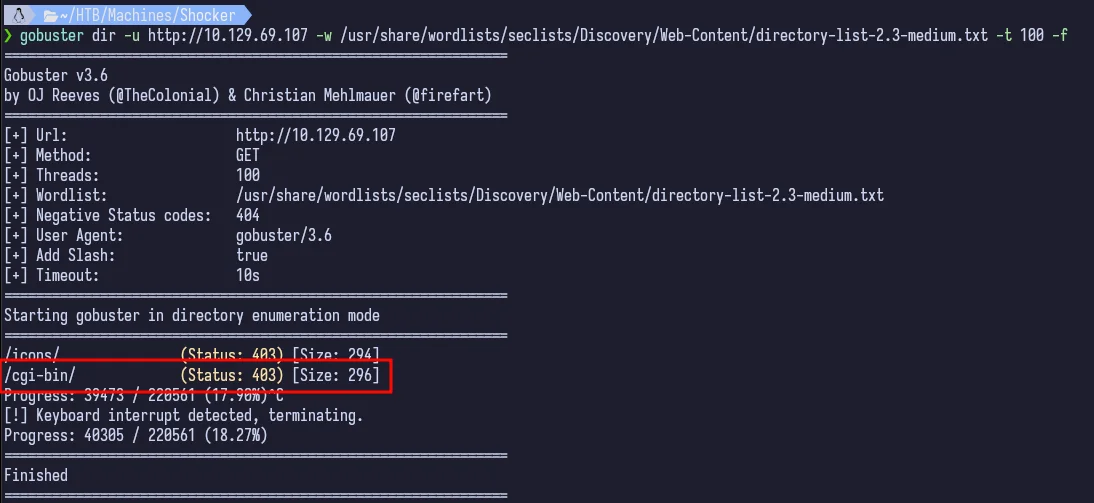 ~/HTB/Machines/Shocker
❯ gobuster dir -u http://10.129.69.107 -w /usr/share/wordlists/seclists/Discovery/Web-Content/directory-list-2.3-medium.txt -t 100 -f
===============================================================
Gobuster v3.6
by OJ Reeves (@TheColonial) & Christian Mehlmauer (@firefart)
===============================================================
[+] Url:                     http://10.129.69.107
[+] Method:                  GET
[+] Threads:                 100
[+] Wordlist:                /usr/share/wordlists/seclists/Discovery/Web-Content/directory-list-2.3-medium.txt
[+] Negative Status codes:   404
[+] User Agent:              gobuster/3.6
[+] Add Slash:               true
[+] Timeout:                 10s
===============================================================
Starting gobuster in directory enumeration mode
===============================================================
/icons/               (Status: 403) [Size: 294]
/cgi-bin/             (Status: 403) [Size: 296]
Progress: 39473 / 220561 (17.90%)^C
[!] Keyboard interrupt detected, terminating.
Progress: 40305 / 220561 (18.27%)
===============================================================
Finished
===============================================================